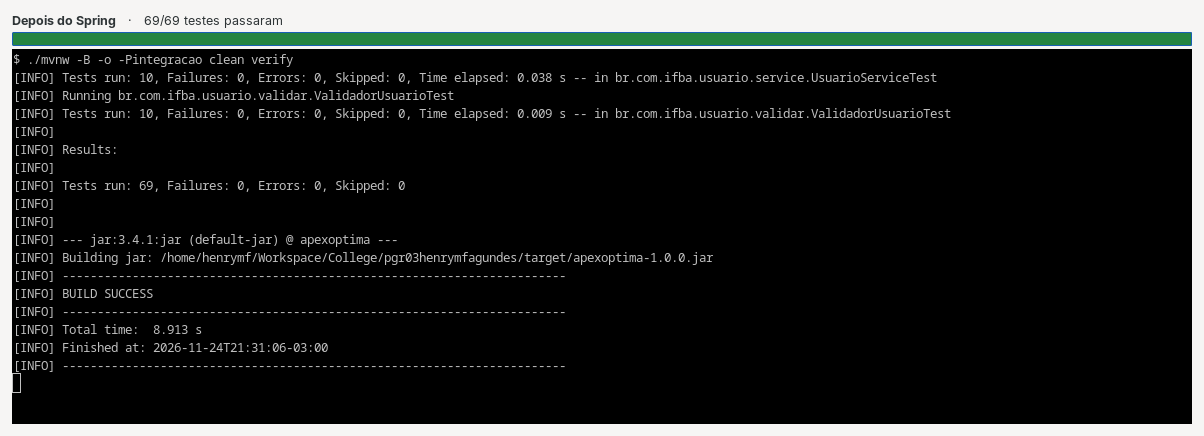 Depois do Spring · 69/69 testes passaram
$ ./mvnw -B -o -Pintegracao clean verify
[INFO] Tests run: 10, Failures: 0, Errors: 0, Skipped: 0, Time elapsed: 0.038 s -- in br.com.ifba.usuario.service.UsuarioServiceTest
[INFO] Running br.com.ifba.usuario.validar.ValidadorUsuarioTest
[INFO] Tests run: 10, Failures: 0, Errors: 0, Skipped: 0, Time elapsed: 0.009 s -- in br.com.ifba.usuario.validar.ValidadorUsuarioTest
[INFO]
[INFO] Results:
[INFO]
[INFO] Tests run: 69, Failures: 0, Errors: 0, Skipped: 0
[INFO]
[INFO]
[INFO] --- jar:3.4.1:jar (default-jar) @ apexoptima ---
[INFO] Building jar: /home/henrymf/Workspace/College/pgr03henrymfagundes/target/apexoptima-1.0.0.jar
[INFO] ------------------------------------------------------------------------
[INFO] BUILD SUCCESS
[INFO] ------------------------------------------------------------------------
[INFO] Total time:  8.913 s
[INFO] Finished at: 2026-11-24T21:31:06-03:00
[INFO] ------------------------------------------------------------------------